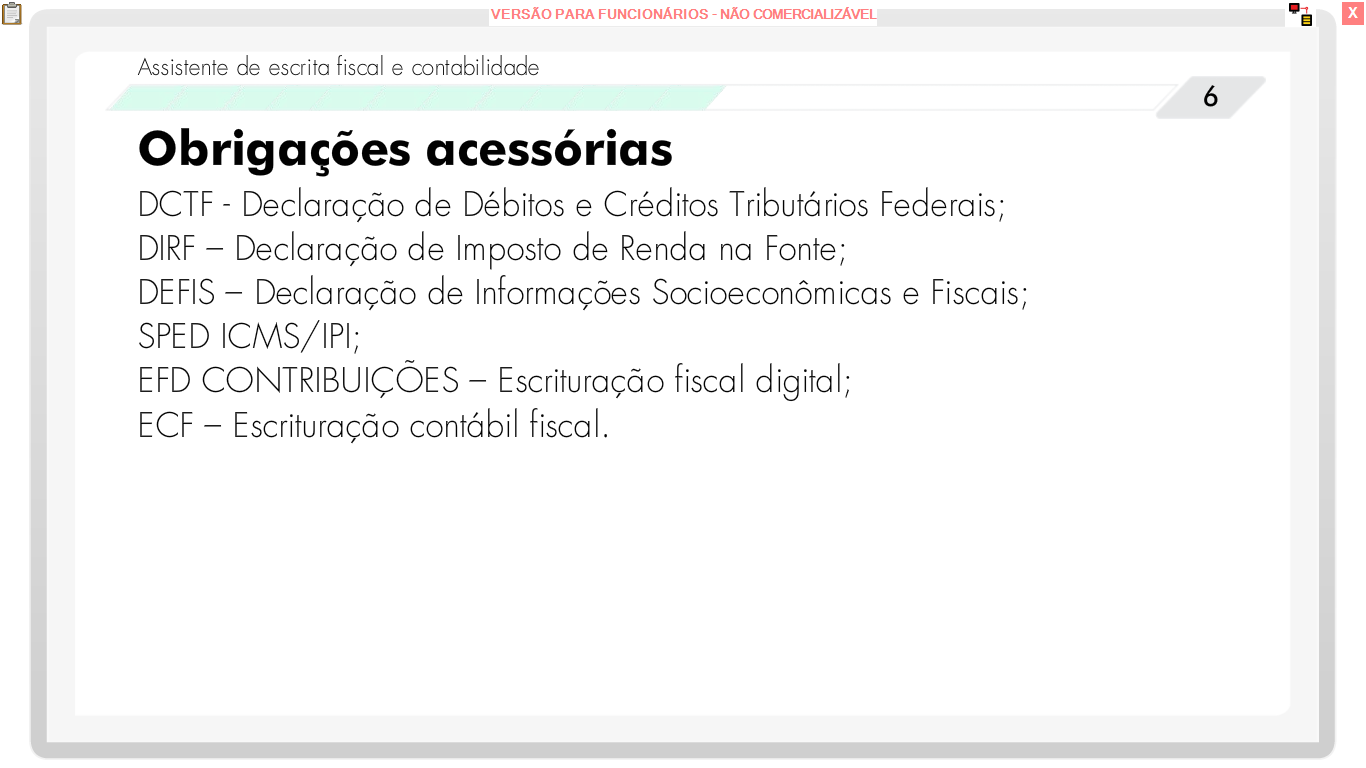 VERSÃO PARA FUNCIONÁRIOS - NÃO COMERCIALIZÁVEL
X
Assistente de escrita fiscal e contabilidade
6
Obrigações acessórias
DCTF - Declaração de Débitos e Créditos Tributários Federais;
DIRF – Declaração de Imposto de Renda na Fonte;
DEFIS – Declaração de Informações Socioeconômicas e Fiscais;
SPED ICMS/IPI;
EFD CONTRIBUIÇÕES – Escrituração fiscal digital;
ECF – Escrituração contábil fiscal.